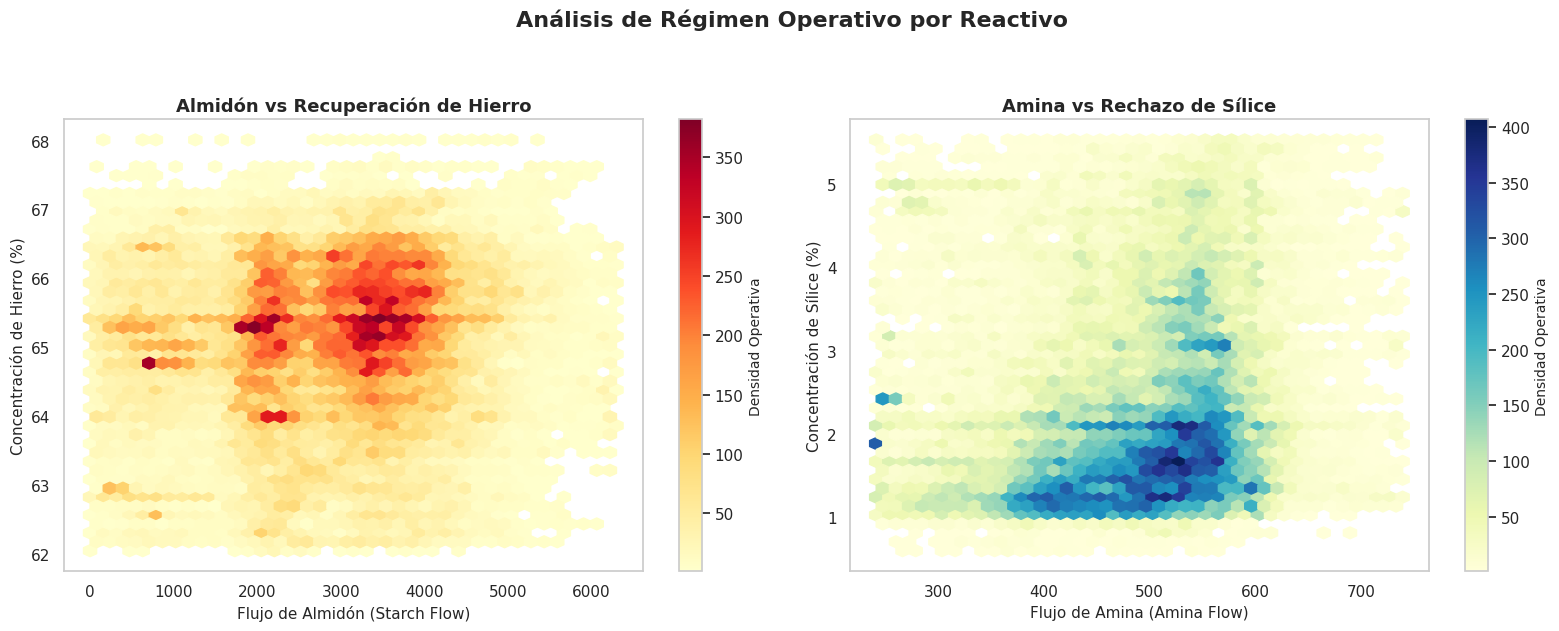 Análisis de Régimen Operativo por Reactivo
Almidón vs Recuperación de Hierro
Concentración de Hierro (%)
68
67
66
65
64
63
62
0 1000 2000 3000 4000 5000 6000
Flujo de Almidón (Starch Flow)
350
300
250
200
150
100
50
Densidad Operativa
Amina vs Rechazo de Sílice
Concentración de Sílice (%)
5
4
3
2
1
300 400 500 600 700
Flujo de Amina (Amina Flow)
400
350
300
250
200
150
100
50
Densidad Operativa